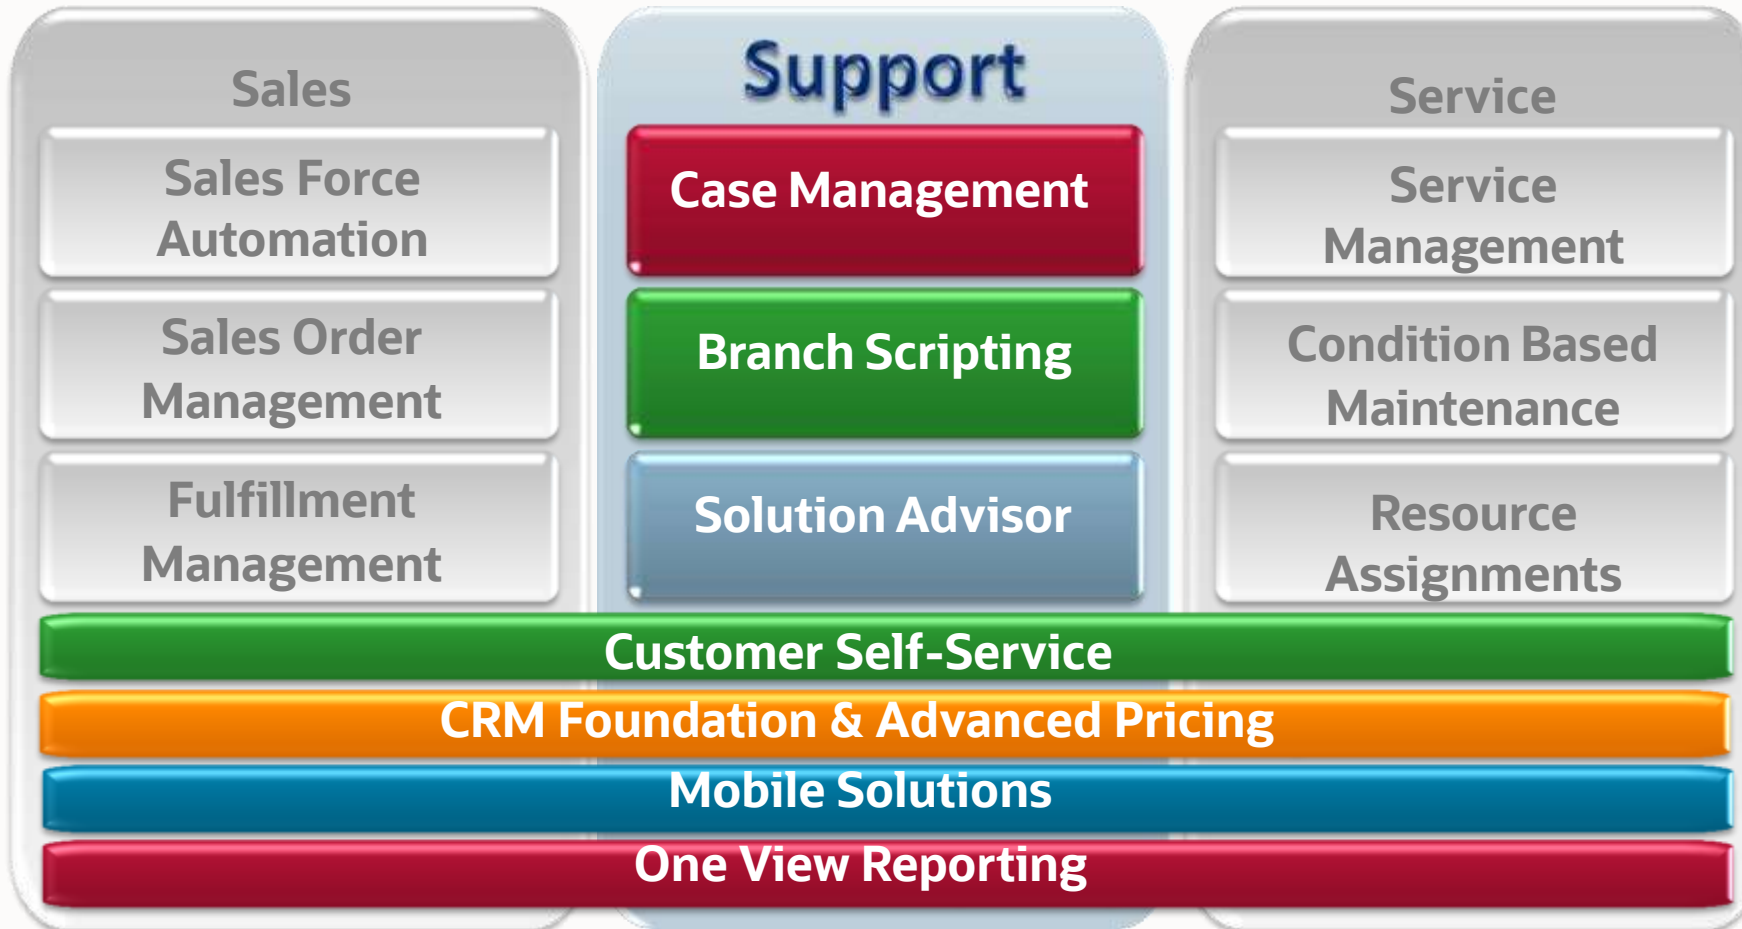 Sales
Sales Force
Automation
Sales Order
Management
Fulfillment
Management
Support
Case Management
Branch Scripting
Solution Advisor
Service
Service
Management
Condition Based
Maintenance
Resource
Assignments
Customer Self-Service
CRM Foundation & Advanced Pricing
Mobile Solutions
One View Reporting